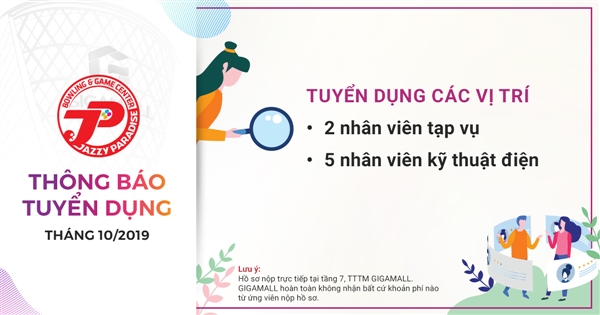 BOWLING & GAME CENTER
JAZZY PARADISE
GIGAMALL
THÔNG BÁO
TUYỂN DỤNG
THÁNG 10/2019
TUYỂN DỤNG CÁC VỊ TRÍ
• 2 nhân viên tạp vụ
• 5 nhân viên kỹ thuật điện
Lưu ý:
Hồ sơ nộp trực tiếp tại tầng 7, TTTM GIGAMALL.
GIGAMALL hoàn toàn không nhận bất cứ khoản phí nào
từ ứng viên nộp hồ sơ.